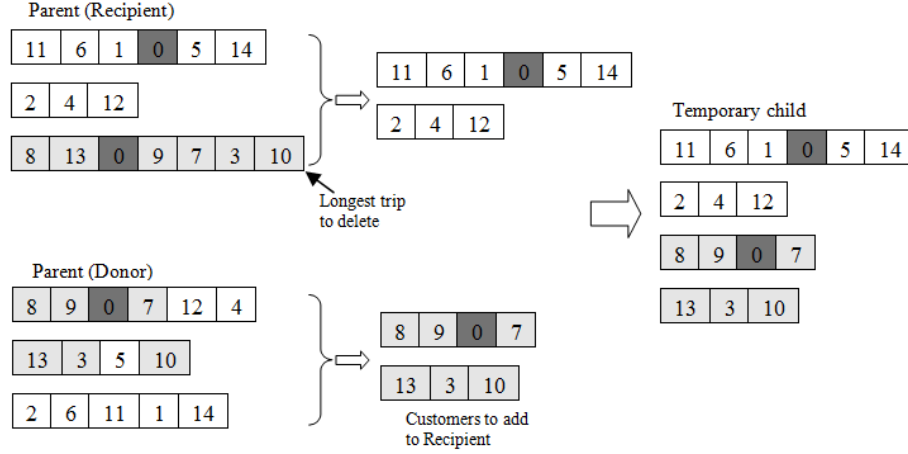 Parent (Recipient)
11 6 1 0 5 14
2 4 12
8 13 0 9 7 3 10
11 6 1 0 5 14
2 4 12
Longest trip
to delete
Parent (Donor)
8 9 0 7 12 4
13 3 5 10
2 6 11 1 14
8 9 0 7
13 3 10
Customers to add
to Recipient
Temporary child
11 6 1 0 5 14
2 4 12
8 9 0 7
13 3 10